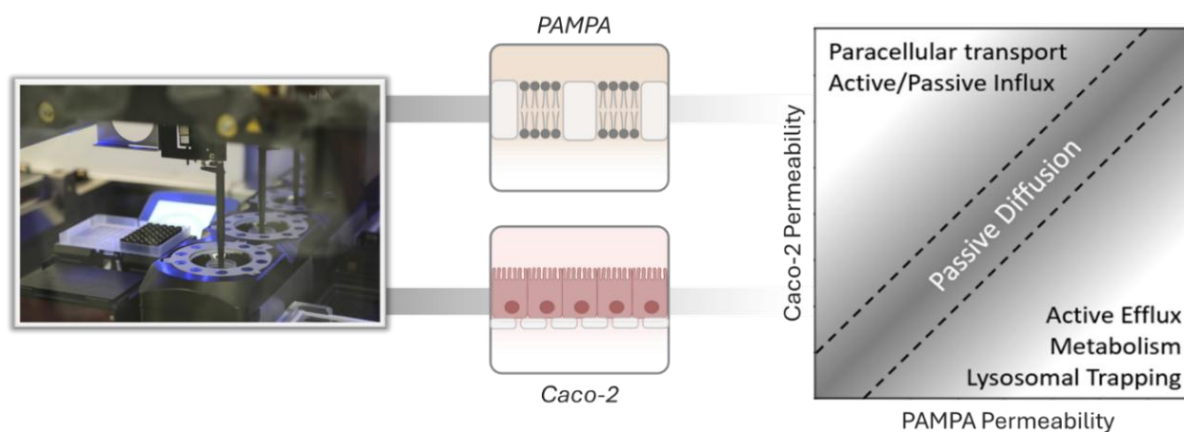 PAMPA
Caco-2
Caco-2 Permeability
Paracellular transport
Active/Passive Influx
Passive Diffusion
Active Efflux
Metabolism
Lysosomal Trapping
PAMPA Permeability